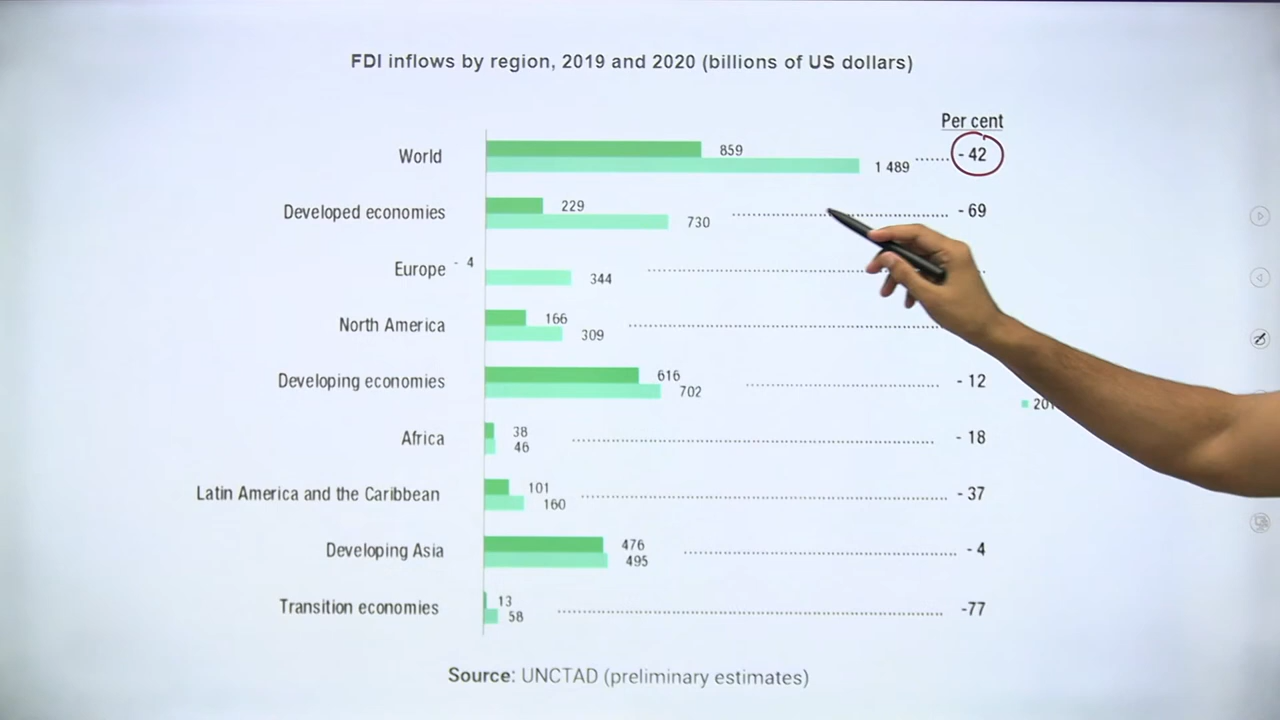 FDI inflows by region, 2019 and 2020 (billions of US dollars)
Per cent
World 859 1 489 - 42
Developed economies 229 730 - 69
Europe - 4 344
North America 166 309
Developing economies 616 702 - 12
Africa 38 46 - 18
Latin America and the Caribbean 101 160 - 37
Developing Asia 476 495 - 4
Transition economies 13 58 -77
Source: UNCTAD (preliminary estimates)